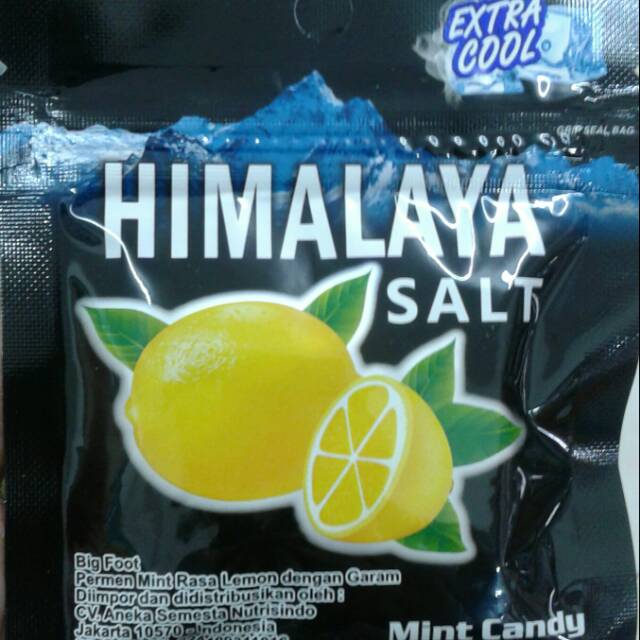 EXTRA
COOL
GRIP SEAL BAG
HIMALAYA
SALT
Big Foot
Permen Mint Rasa Lemon dengan Garam
Diimpor dan didistribusikan oleh :
CV. Aneka Semesta Nutrisindo
Jakarta 10570 - Indonesia
Mint Candy